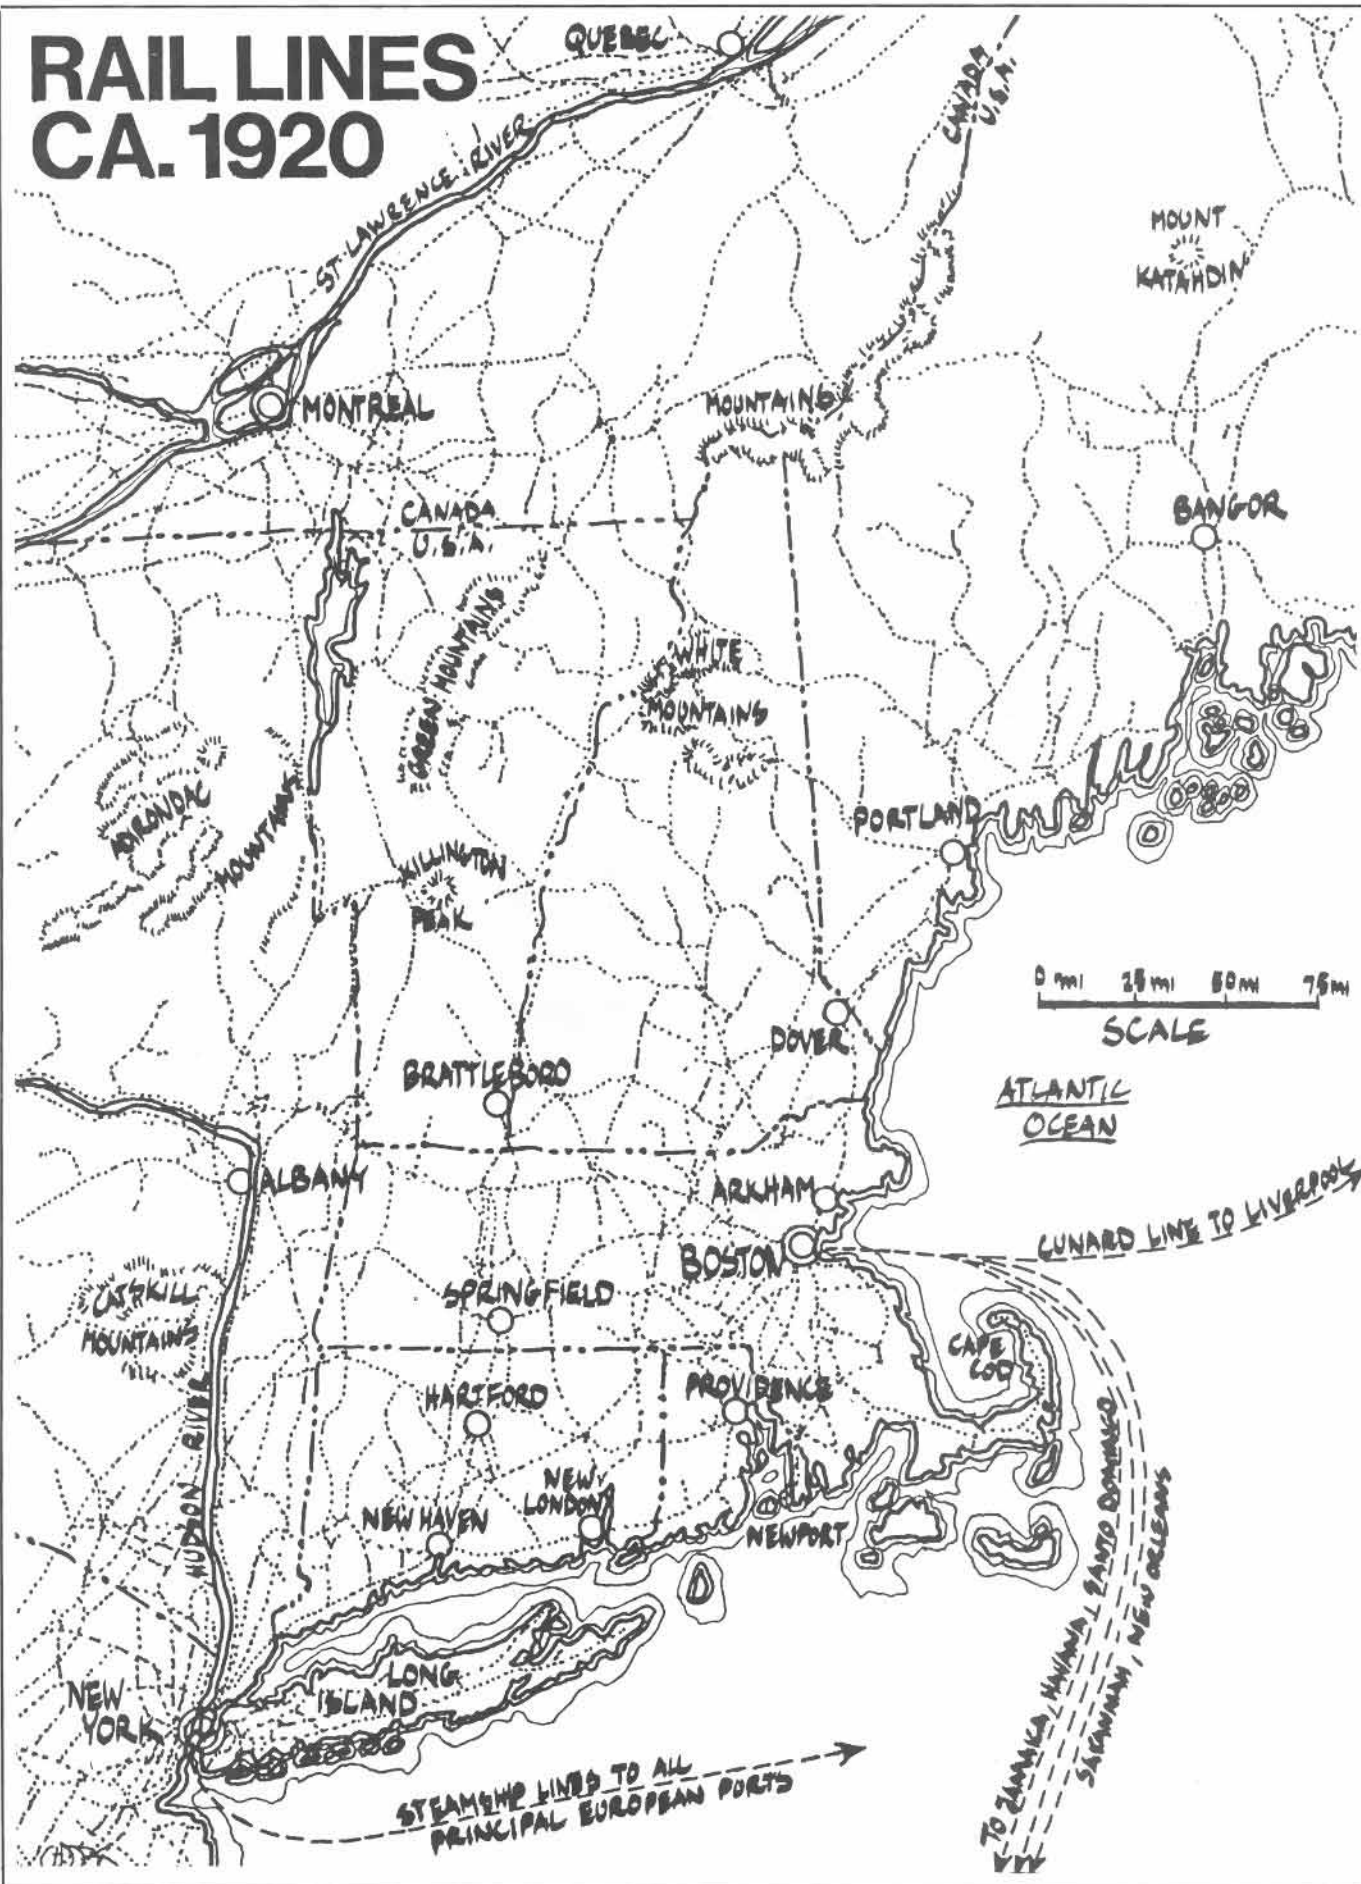 RAIL LINES
CA. 1920
QUEBEC
CANADA
U.S.A.
ST. LAWRENCE RIVER
MOUNT
KATAHDIN
MONTREAL
MOUNTAINS
CANADA
U.S.A.
BANGOR
GREEN MOUNTAINS
WHITE
MOUNTAINS
ADIRONDAC
MOUNTAINS
PORTLAND
KILLINGTON
PEAK
0 mi 25 mi 50 mi 75 mi
SCALE
DOVER
BRATTLEBORO
ATLANTIC
OCEAN
ALBANY
ARKHAM
CUNARD LINE TO LIVERPOOL
BOSTON
CATSKILL
MOUNTAINS
SPRINGFIELD
CAPE
COD
HARTFORD
PROVIDENCE
HUDSON RIVER
NEW
LONDON
NEW HAVEN
NEWPORT
TO JAMAICA, HAVANA, SANTO DOMINGO
SAVANNAH, NEW ORLEANS
LONG
ISLAND
NEW
YORK
STEAMSHIP LINES TO ALL
PRINCIPAL EUROPEAN PORTS